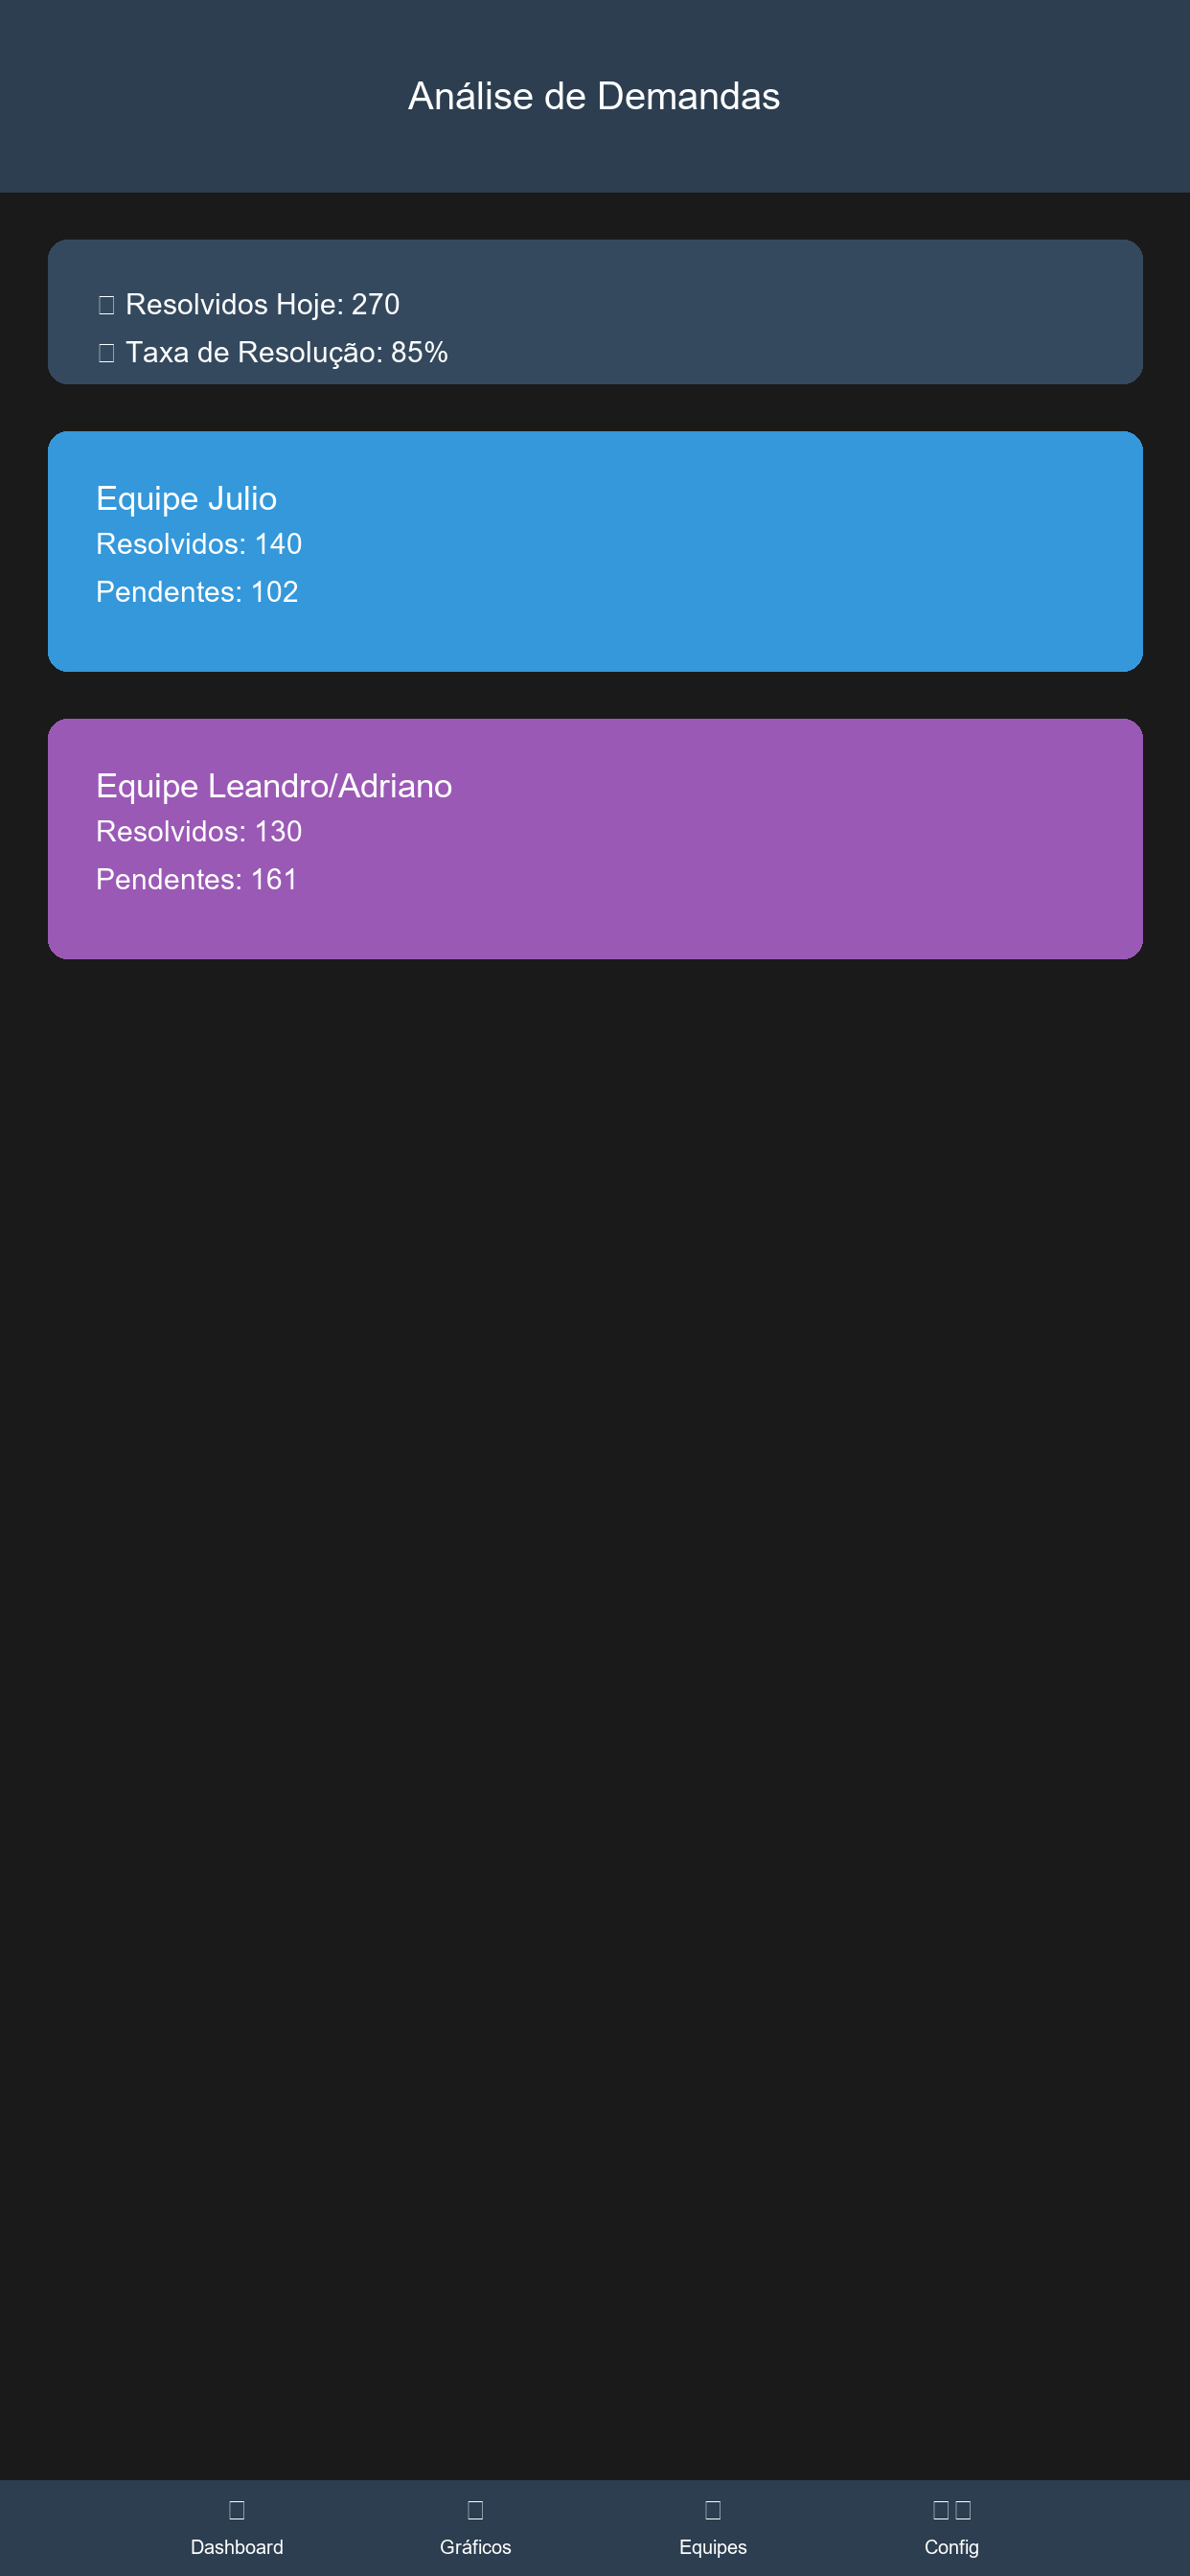 Análise de Demandas
Resolvidos Hoje: 270
Taxa de Resolução: 85%
Equipe Julio
Resolvidos: 140
Pendentes: 102
Equipe Leandro/Adriano
Resolvidos: 130
Pendentes: 161
Dashboard
Gráficos
Equipes
Config